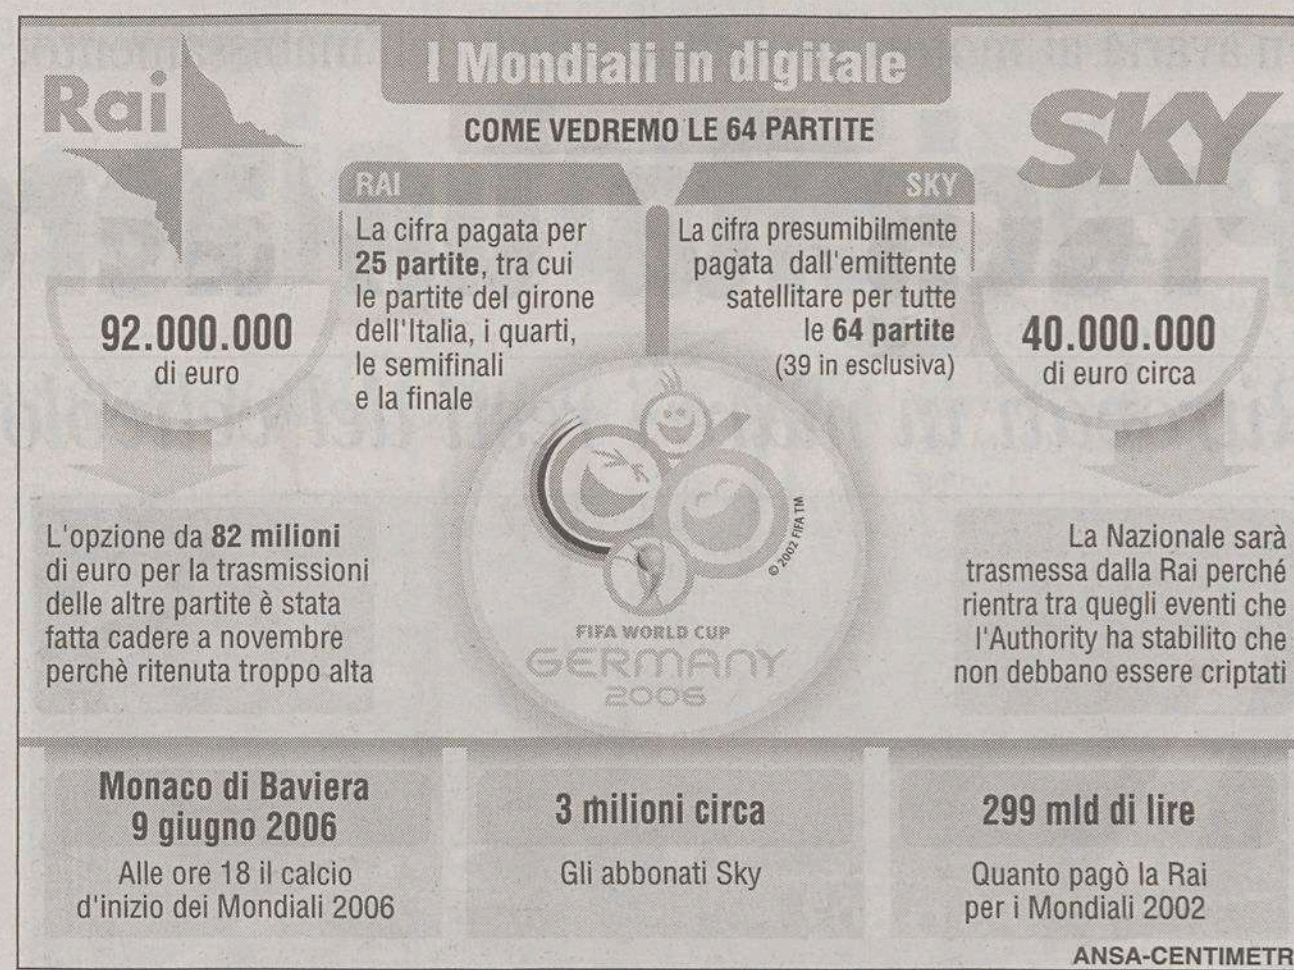 I Mondiali in digitale
COME VEDREMO LE 64 PARTITE
Rai
SKY
RAI
La cifra pagata per
25 partite, tra cui
le partite del girone
dell'Italia, i quarti,
le semifinali
e la finale
SKY
La cifra presumibilmente
pagata dall'emittente
satellitare per tutte
le 64 partite
(39 in esclusiva)
92.000.000
di euro
40.000.000
di euro circa
L'opzione da 82 milioni
di euro per la trasmissioni
delle altre partite è stata
fatta cadere a novembre
perchè ritenuta troppo alta
© 2002 FIFA TM
FIFA WORLD CUP
GERMANY
2006
La Nazionale sarà
trasmessa dalla Rai perché
rientra tra quegli eventi che
l'Authority ha stabilito che
non debbano essere criptati
Monaco di Baviera
9 giugno 2006
Alle ore 18 il calcio
d'inizio dei Mondiali 2006
3 milioni circa
Gli abbonati Sky
299 mld di lire
Quanto pagò la Rai
per i Mondiali 2002
ANSA-CENTIMETR